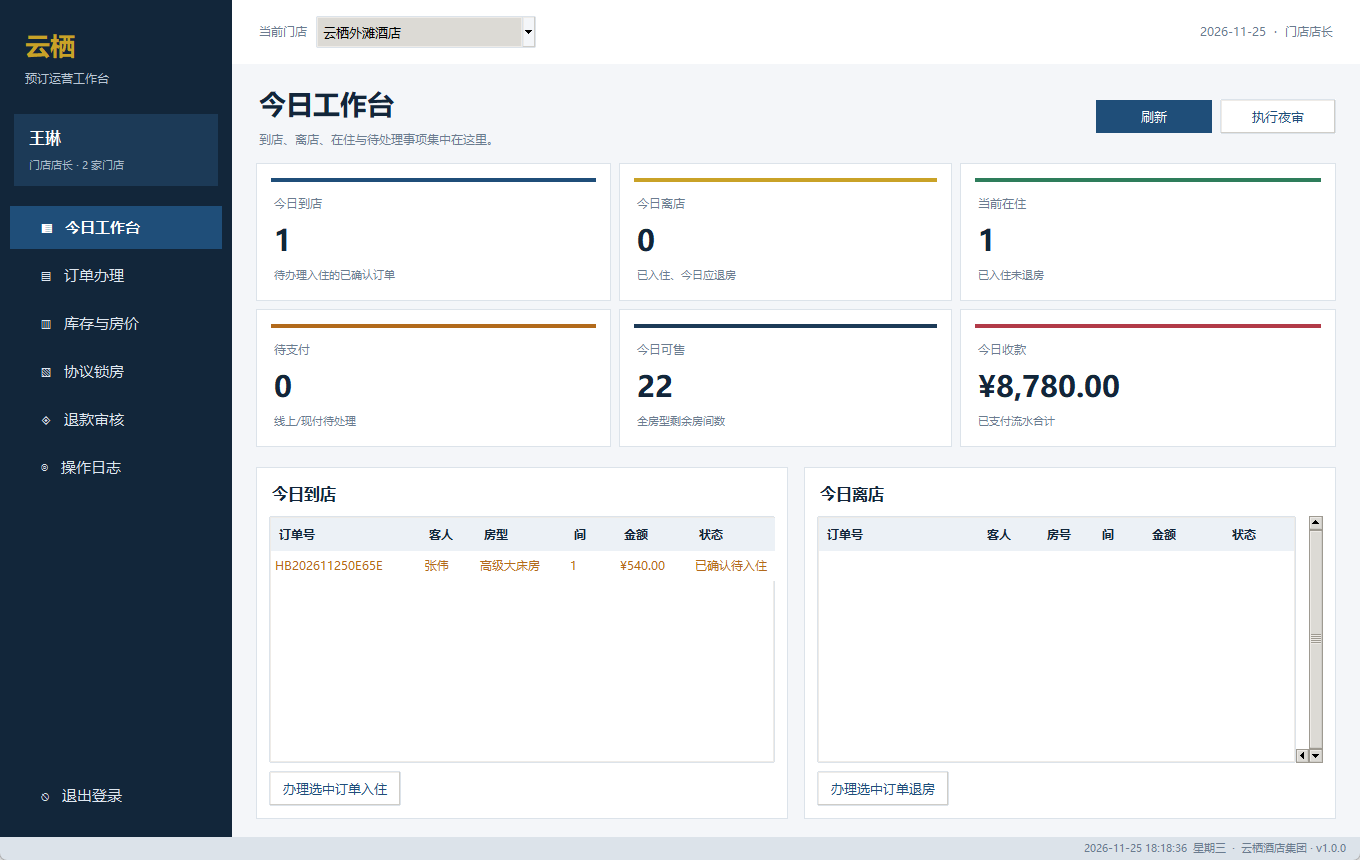 云栖
预订运营工作台
王琳
门店店长 · 2 家门店
今日工作台
订单办理
库存与房价
协议锁房
退款审核
操作日志
退出登录
当前门店
云栖外滩酒店
2026-11-25 · 门店店长
今日工作台
到店、离店、在住与待处理事项集中在这里。
刷新
执行夜审
今日到店
1
待办理入住的已确认订单
今日离店
0
已入住、今日应退房
当前在住
1
已入住未退房
待支付
0
线上/现付待处理
今日可售
22
全房型剩余房间数
今日收款
¥8,780.00
已支付流水合计
今日到店
订单号 客人 房型 间 金额 状态
HB202611250E65E 张伟 高级大床房 1 ¥540.00 已确认待入住
办理选中订单入住
今日离店
订单号 客人 房号 间 金额 状态
办理选中订单退房
2026-11-25 18:18:36 星期三 · 云栖酒店集团 · v1.0.0